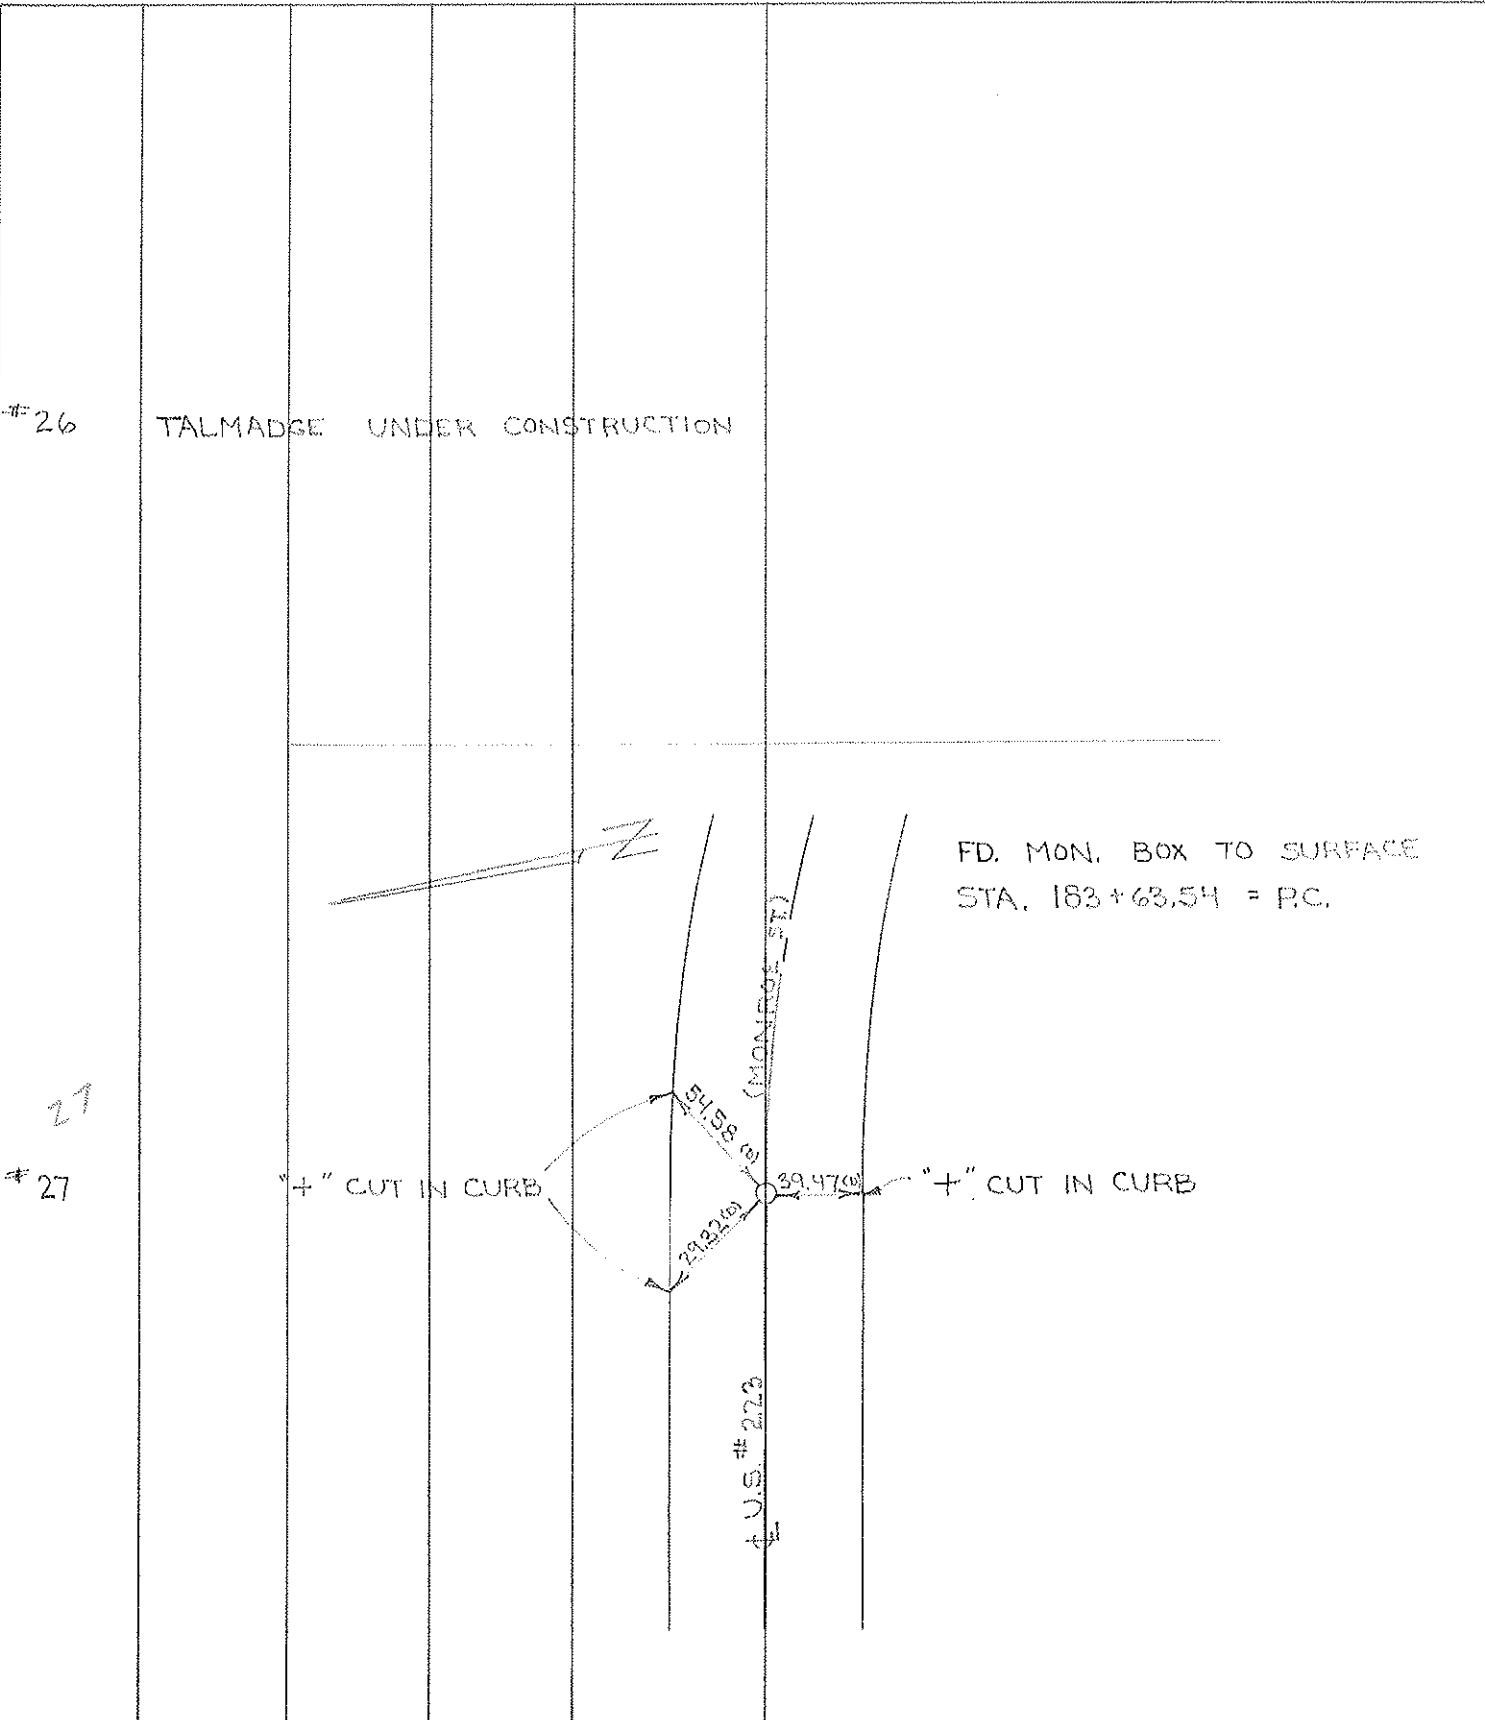 #26 TALMADGE UNDER CONSTRUCTION
N
FD. MON. BOX TO SURFACE
STA. 183+63.54 = P.C.
(MONROE ST.)
27
54.58 (D)
#27
"+" CUT IN CURB
39.47(D)
"+" CUT IN CURB
29.32(D)
℄ U.S. #223